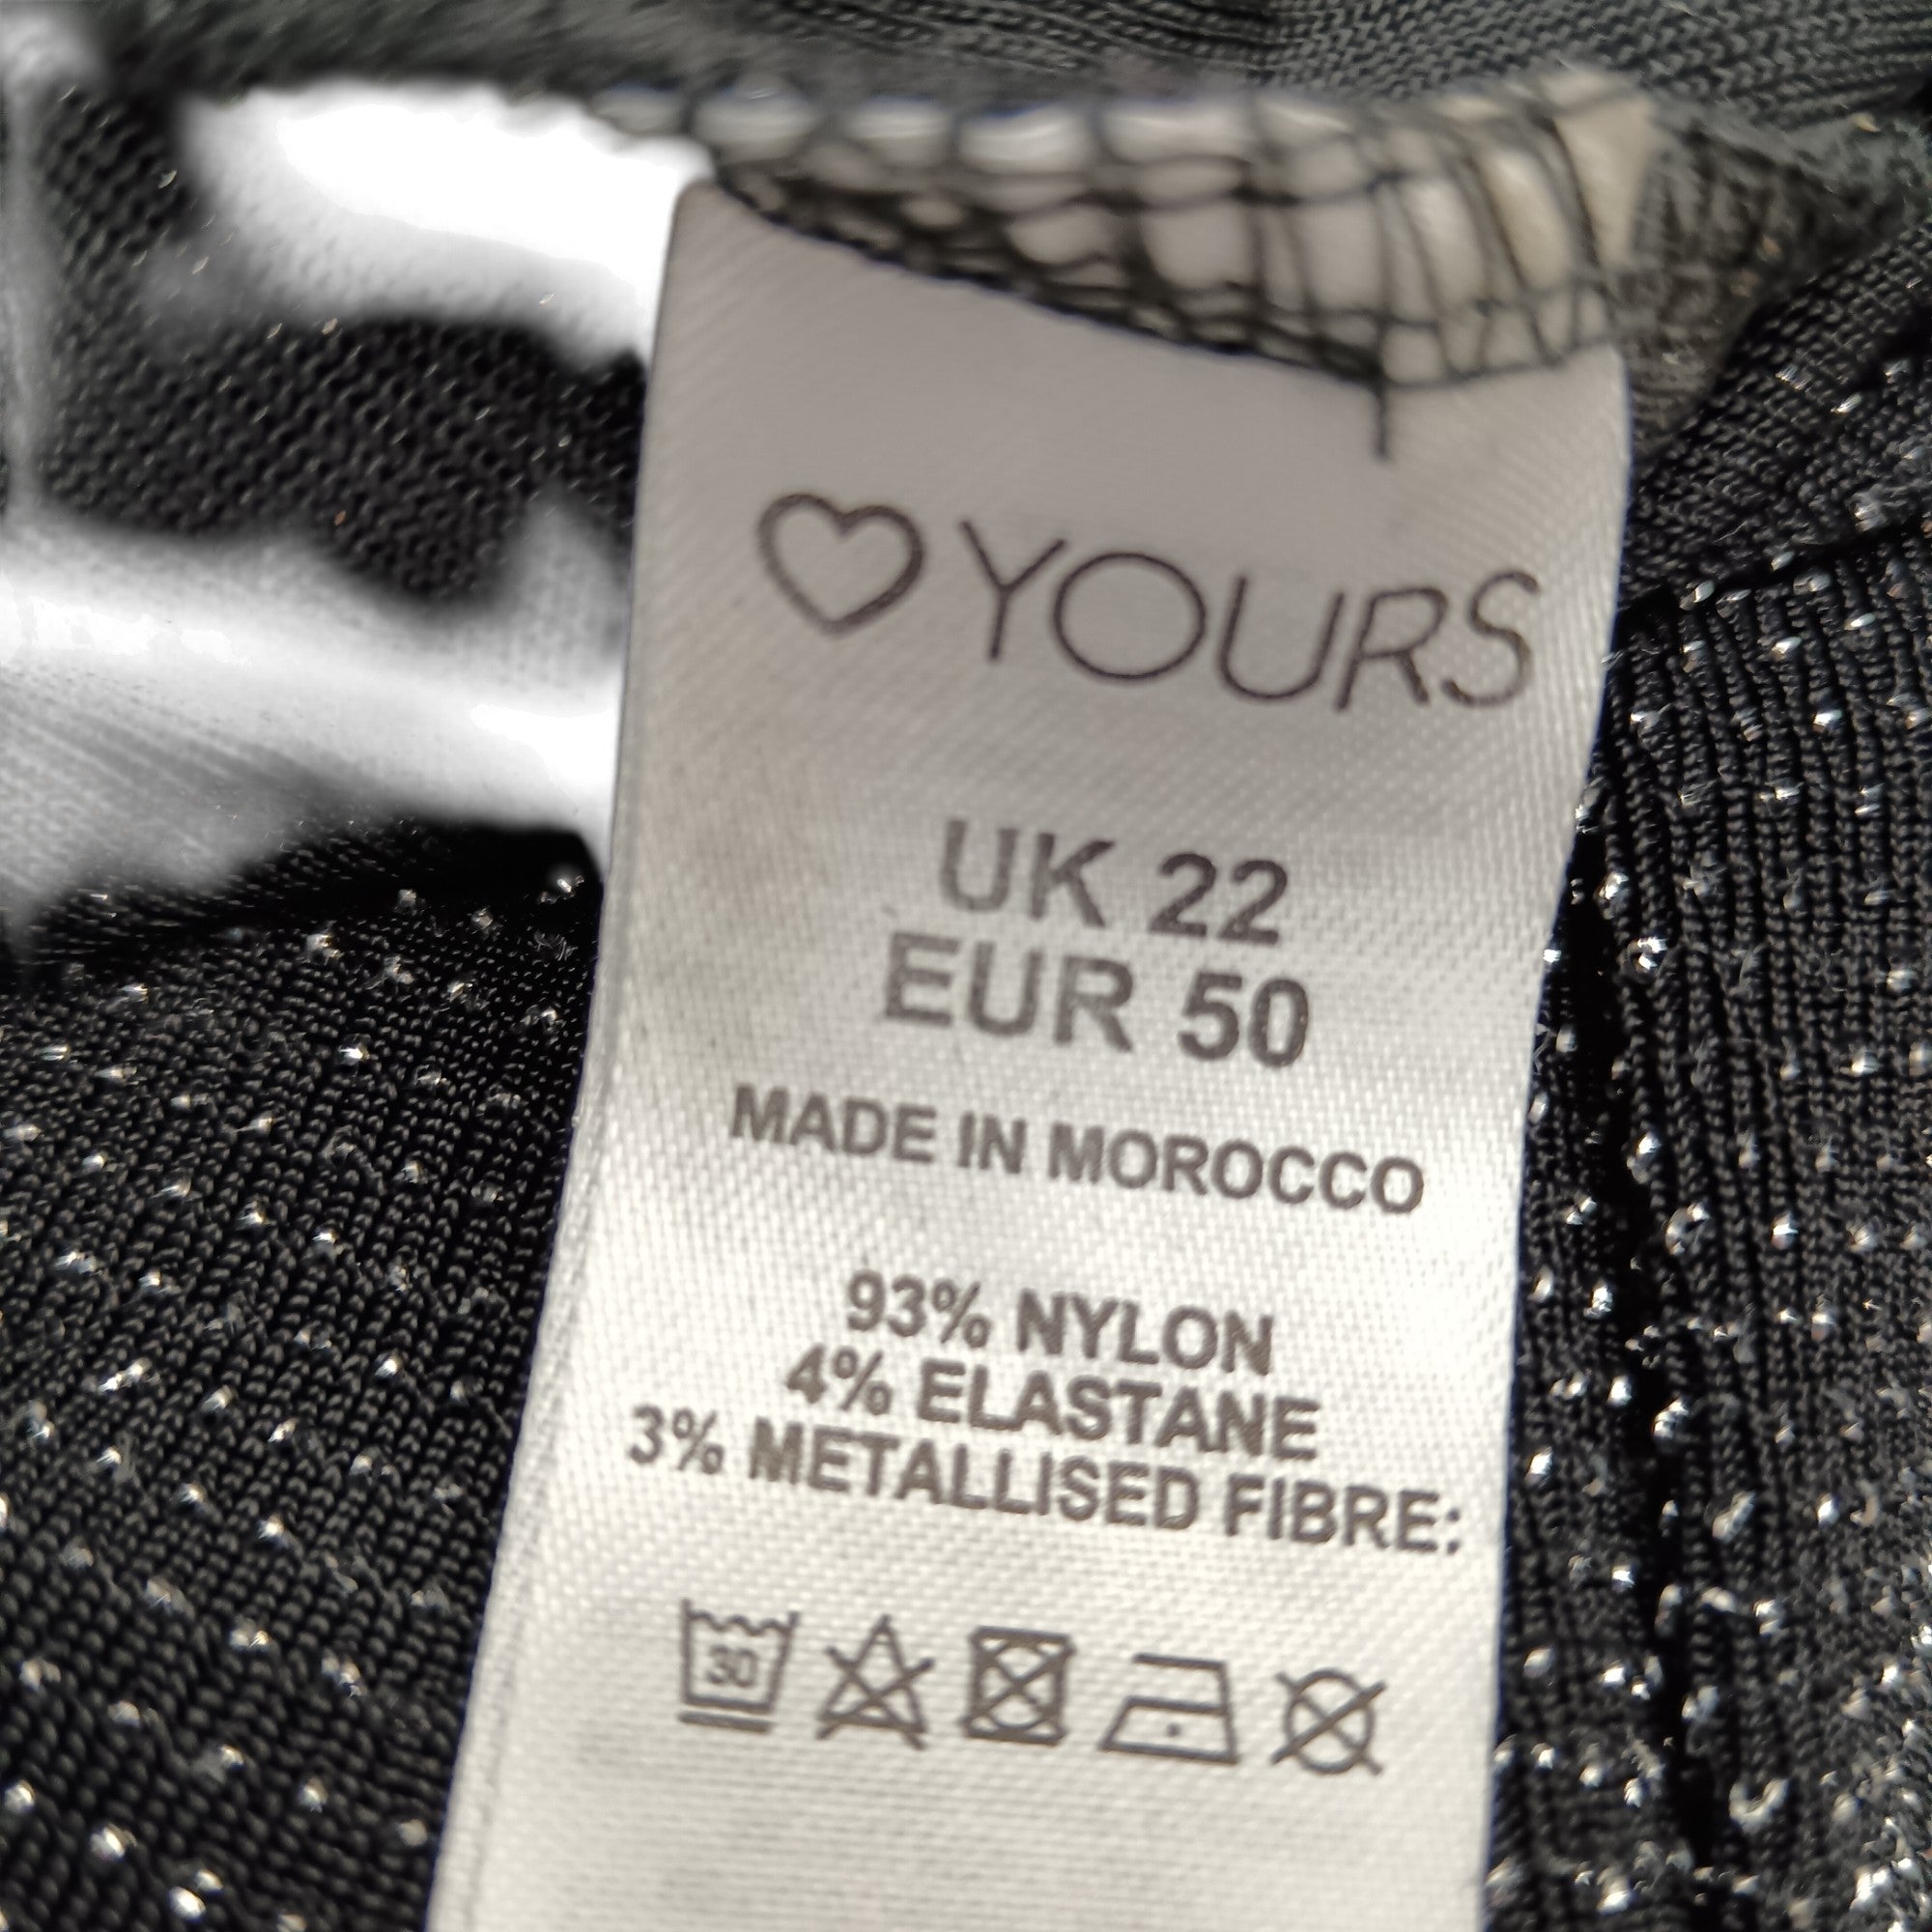 YOURS
UK 22
EUR 50
MADE IN MOROCCO
93% NYLON
4% ELASTANE
3% METALLISED FIBRE:
30